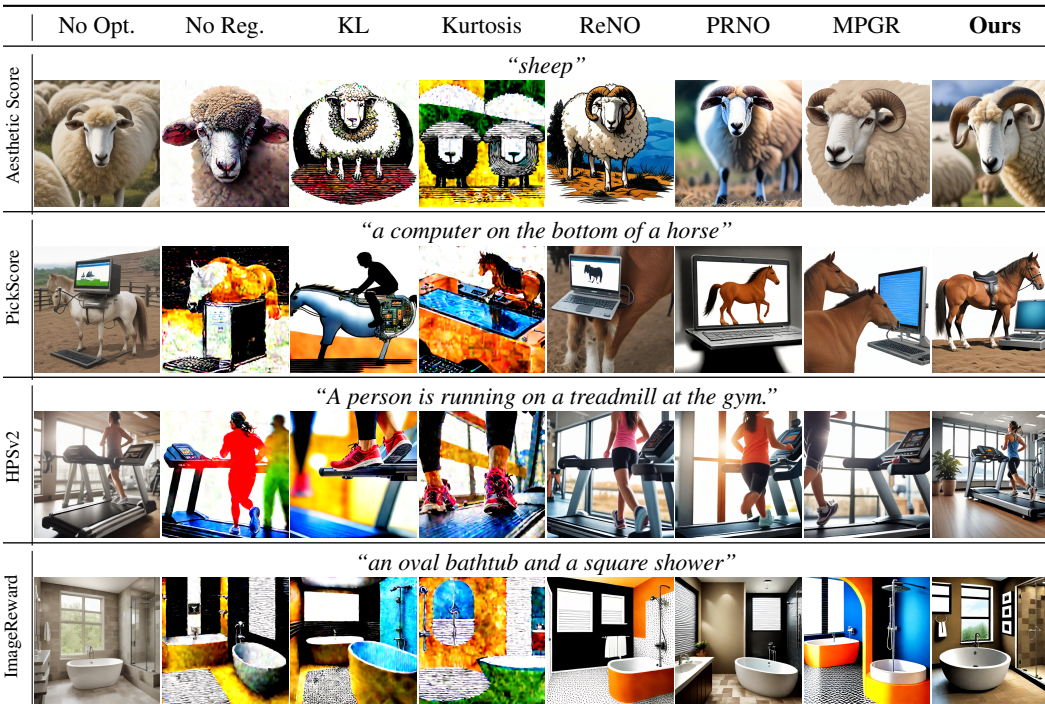 No Opt. No Reg. KL Kurtosis ReNO PRNO MPGR Ours
Aesthetic Score
"sheep"
PickScore
"a computer on the bottom of a horse"
HPSv2
"A person is running on a treadmill at the gym."
ImageReward
"an oval bathtub and a square shower"